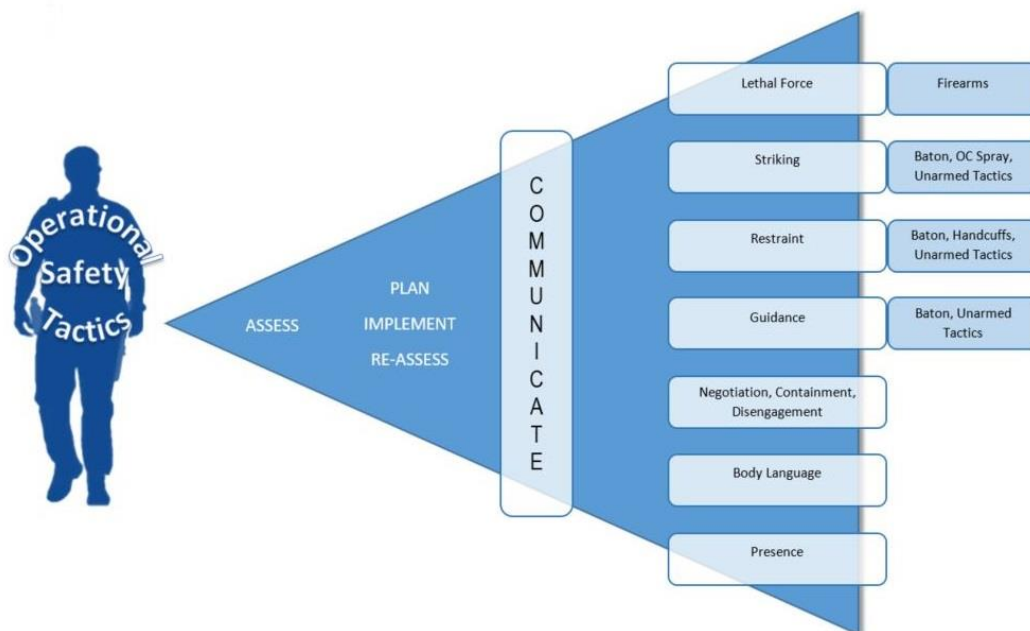 Operational
Safety
Tactics
ASSESS
PLAN
IMPLEMENT
RE-ASSESS
COMMUNICATE
Lethal Force
Firearms
Striking
Baton, OC Spray,
Unarmed Tactics
Restraint
Baton, Handcuffs,
Unarmed Tactics
Guidance
Baton, Unarmed
Tactics
Negotiation, Containment,
Disengagement
Body Language
Presence